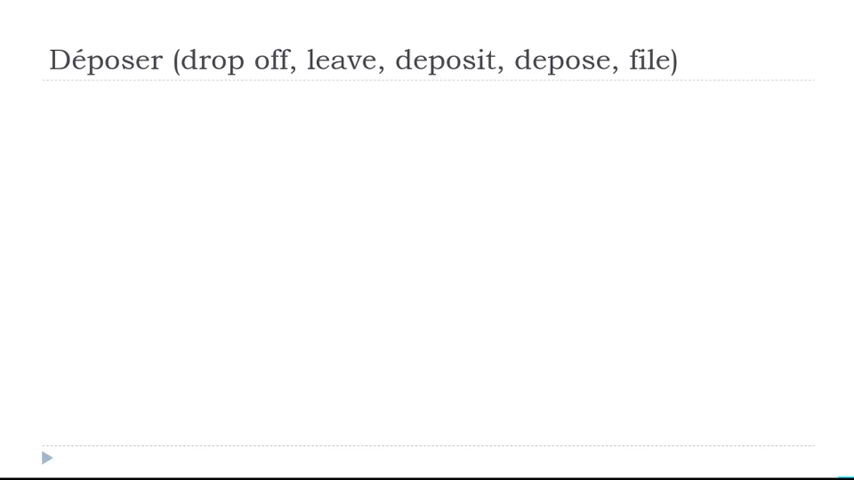 Déposer (drop off, leave, deposit, depose, file)